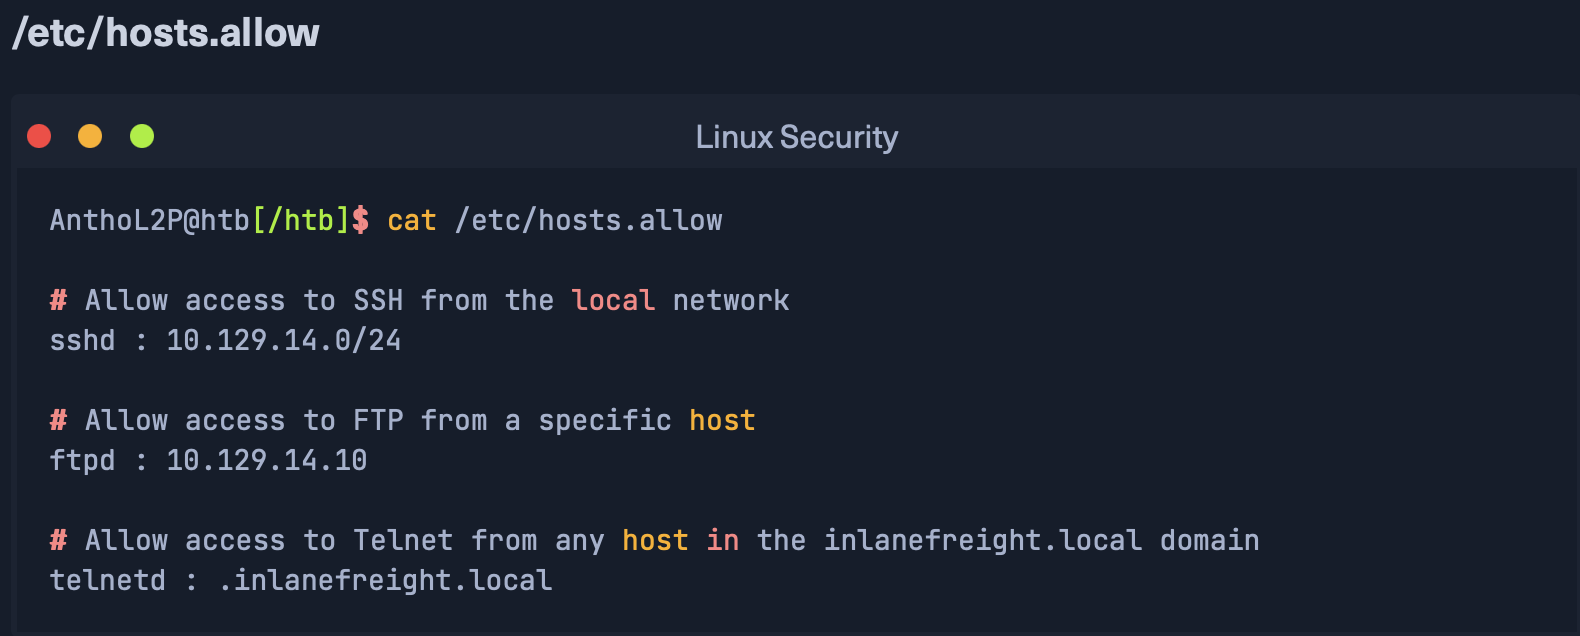 /etc/hosts.allow
Linux Security
AnthoL2P@htb[/htb]$ cat /etc/hosts.allow
# Allow access to SSH from the local network
sshd : 10.129.14.0/24
# Allow access to FTP from a specific host
ftpd : 10.129.14.10
# Allow access to Telnet from any host in the inlanefreight.local domain
telnetd : .inlanefreight.local